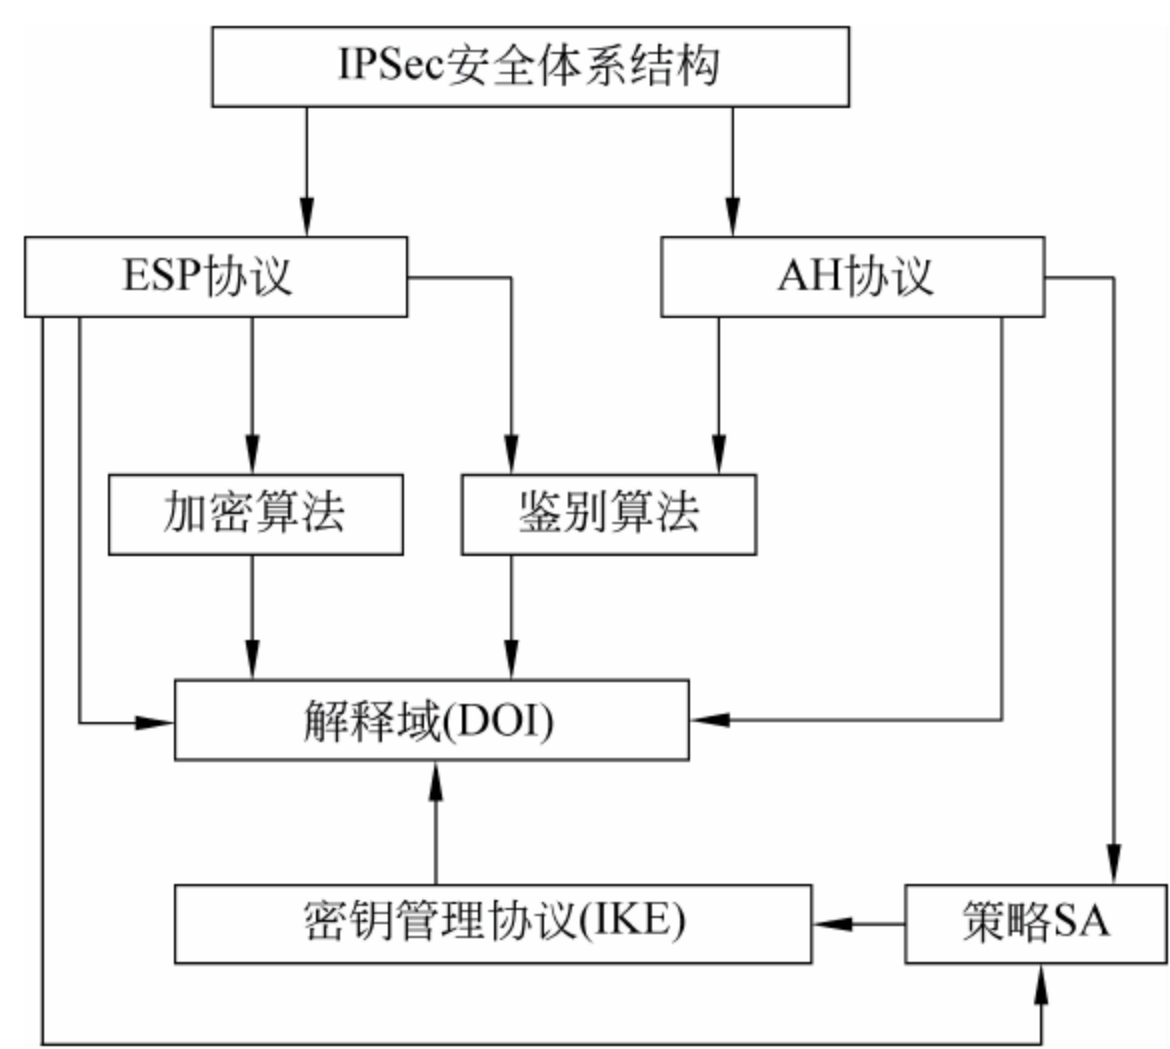 IPSec安全体系结构
ESP协议
AH协议
加密算法
鉴别算法
解释域(DOI)
密钥管理协议(IKE)
策略SA